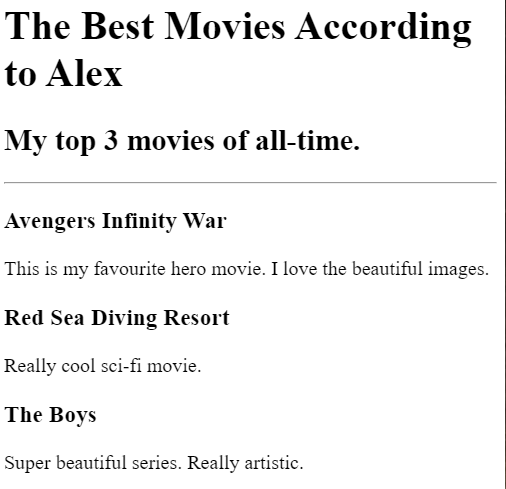 The Best Movies According
to Alex
My top 3 movies of all-time.
Avengers Infinity War
This is my favourite hero movie. I love the beautiful images.
Red Sea Diving Resort
Really cool sci-fi movie.
The Boys
Super beautiful series. Really artistic.